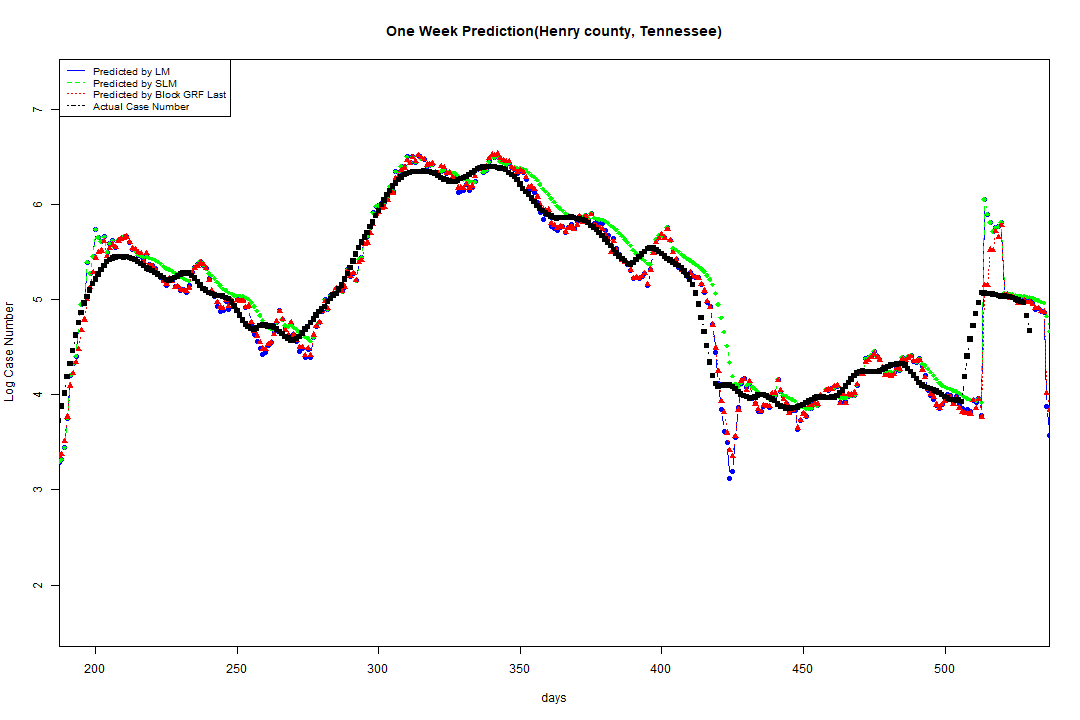 One Week Prediction(Henry county, Tennessee)
Predicted by LM
Predicted by SLM
Predicted by Block GRF Last
Actual Case Number
Log Case Number
7
6
5
4
3
2
200 250 300 350 400 450 500
days